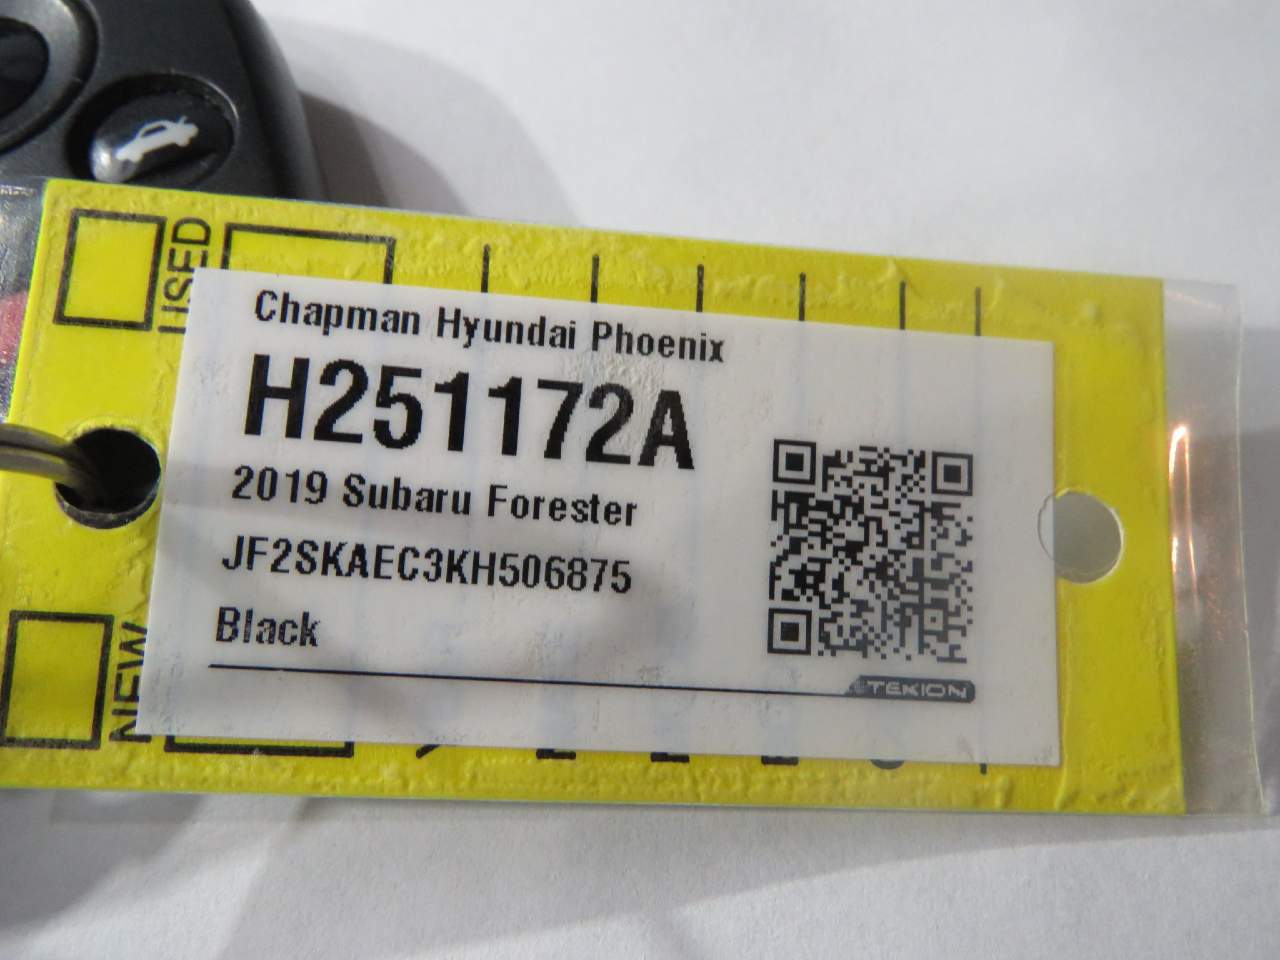 USED
Chapman Hyundai Phoenix
H251172A
2019 Subaru Forester
JF2SKAEC3KH506875
Black
NEW
TEKION